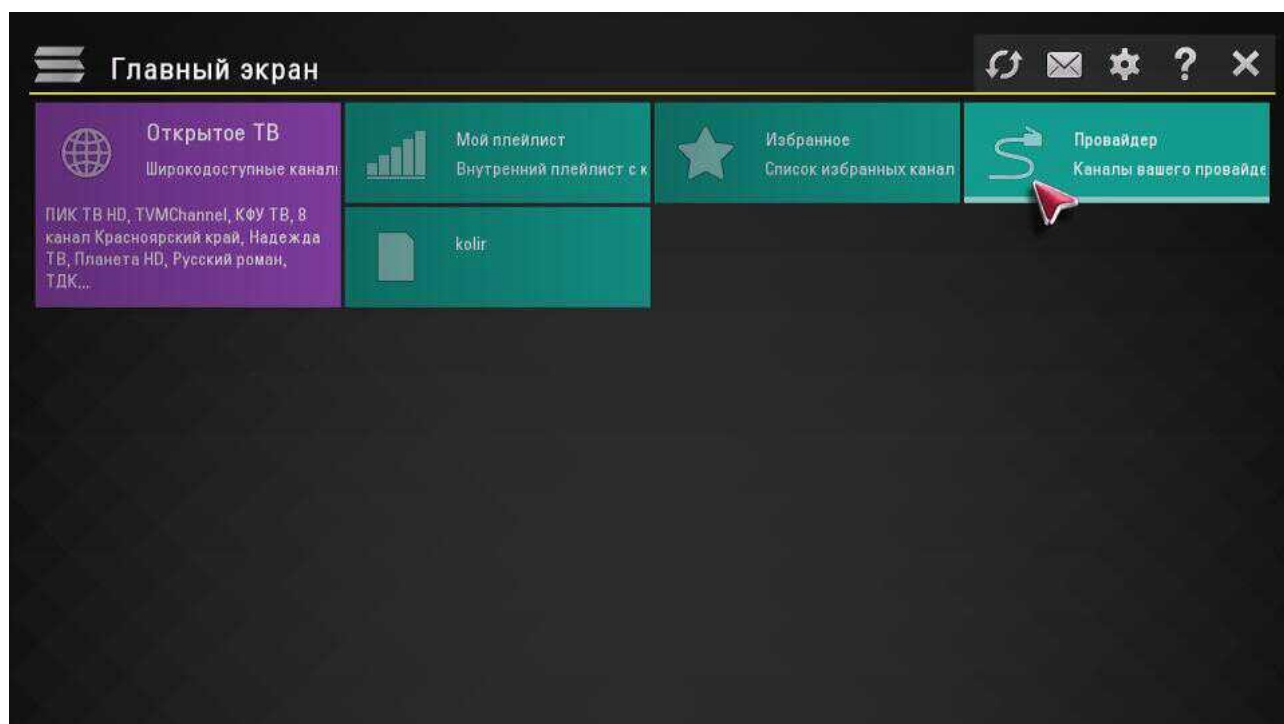 Главный экран
?
Открытое ТВ
Широкодоступные канал
ПИК ТВ HD, TVMChannel, КФУ ТВ, 8
канал Красноярский край, Надежда
ТВ, Планета HD, Русский роман,
ТДК...
Мой плейлист
Внутренний плейлист с к
Избранное
Список избранных канал
Провайдер
Каналы вашего провайде
kolir